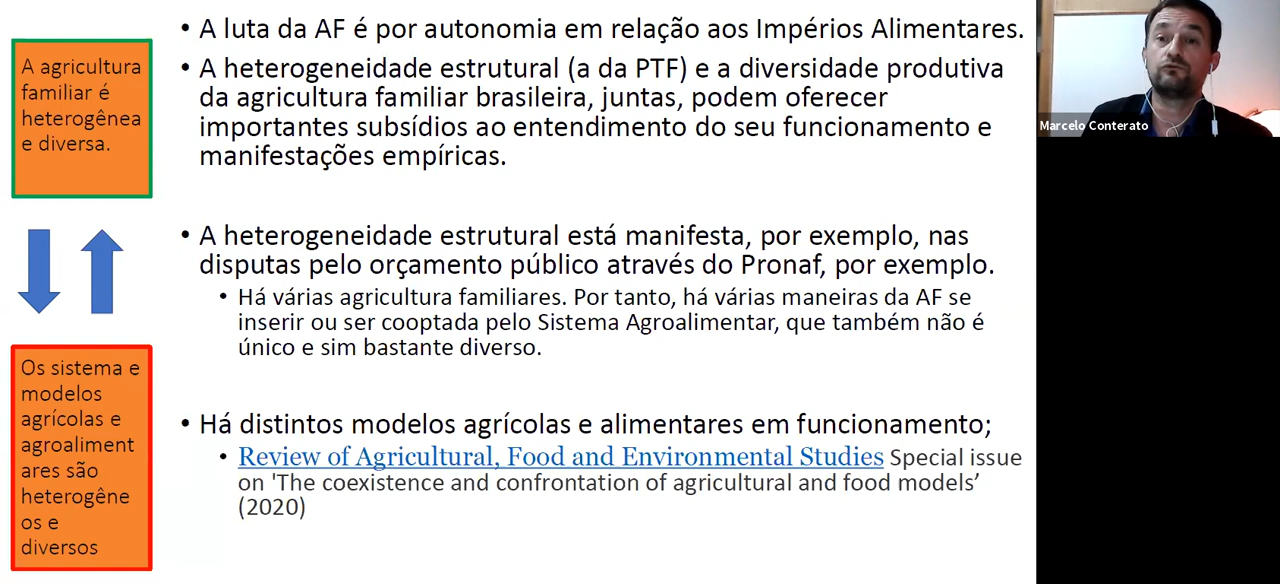 A agricultura
familiar é
heterogênea
e diversa.
Os sistema e
modelos
agrícolas e
agroaliment
ares são
heterogêne
os e
diversos
• A luta da AF é por autonomia em relação aos Impérios Alimentares.
• A heterogeneidade estrutural (a da PTF) e a diversidade produtiva
da agricultura familiar brasileira, juntas, podem oferecer
importantes subsídios ao entendimento do seu funcionamento e
manifestações empíricas.
• A heterogeneidade estrutural está manifesta, por exemplo, nas
disputas pelo orçamento público através do Pronaf, por exemplo.
• Há várias agricultura familiares. Por tanto, há várias maneiras da AF se
inserir ou ser cooptada pelo Sistema Agroalimentar, que também não é
único e sim bastante diverso.
• Há distintos modelos agrícolas e alimentares em funcionamento;
• Review of Agricultural, Food and Environmental Studies Special issue
on 'The coexistence and confrontation of agricultural and food models’
(2020)
Marcelo Conterato